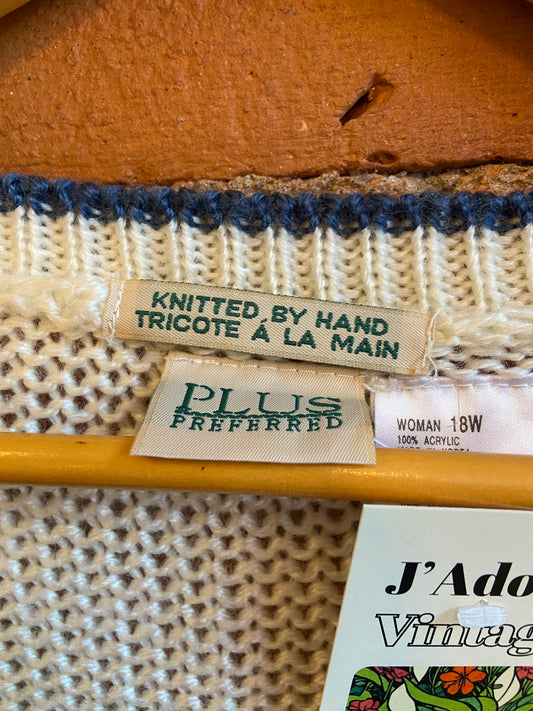 KNITTED BY HAND
TRICOTE À LA MAIN
PLUS
PREFERRED
WOMAN 18W
100% ACRYLIC
J'Ado
Vintag